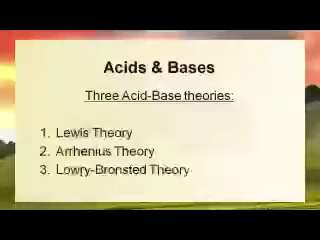 Acids & Bases
Three Acid-Base theories:
1. Lewis Theory
2. Arrhenius Theory
3. Lowry-Bronsted Theory